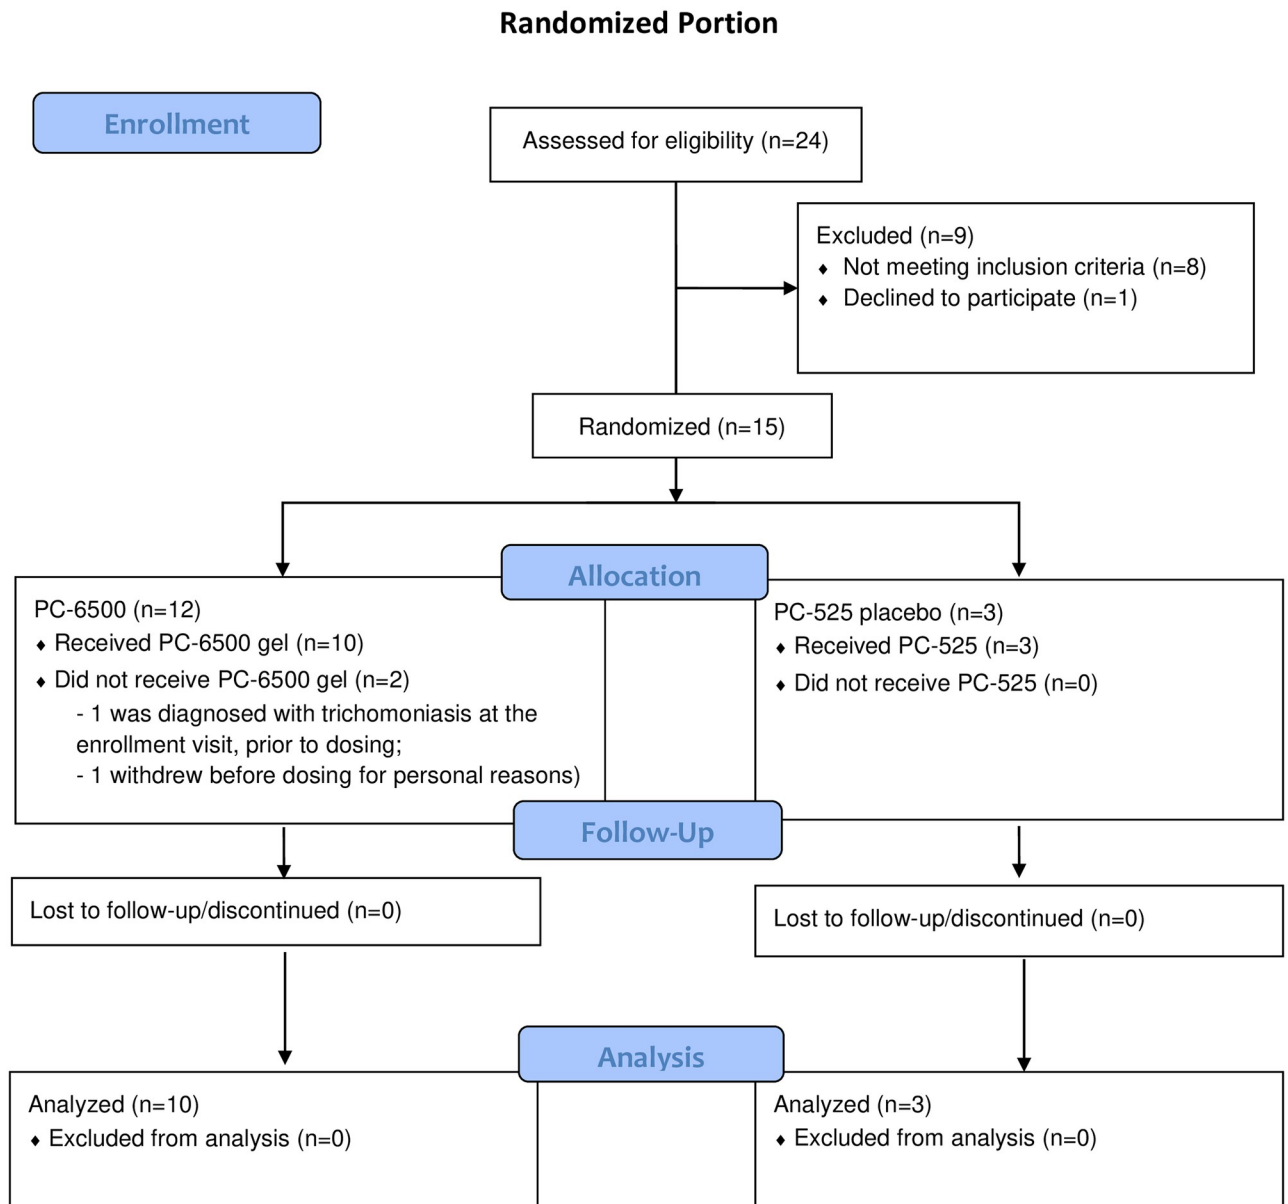 Randomized Portion
Enrollment
Assessed for eligibility (n=24)
Excluded (n=9)
♦ Not meeting inclusion criteria (n=8)
♦ Declined to participate (n=1)
Randomized (n=15)
Allocation
PC-6500 (n=12)
♦ Received PC-6500 gel (n=10)
♦ Did not receive PC-6500 gel (n=2)
- 1 was diagnosed with trichomoniasis at the
enrollment visit, prior to dosing;
- 1 withdrew before dosing for personal reasons)
PC-525 placebo (n=3)
♦ Received PC-525 (n=3)
♦ Did not receive PC-525 (n=0)
Follow-Up
Lost to follow-up/discontinued (n=0)
Lost to follow-up/discontinued (n=0)
Analysis
Analyzed (n=10)
♦ Excluded from analysis (n=0)
Analyzed (n=3)
♦ Excluded from analysis (n=0)